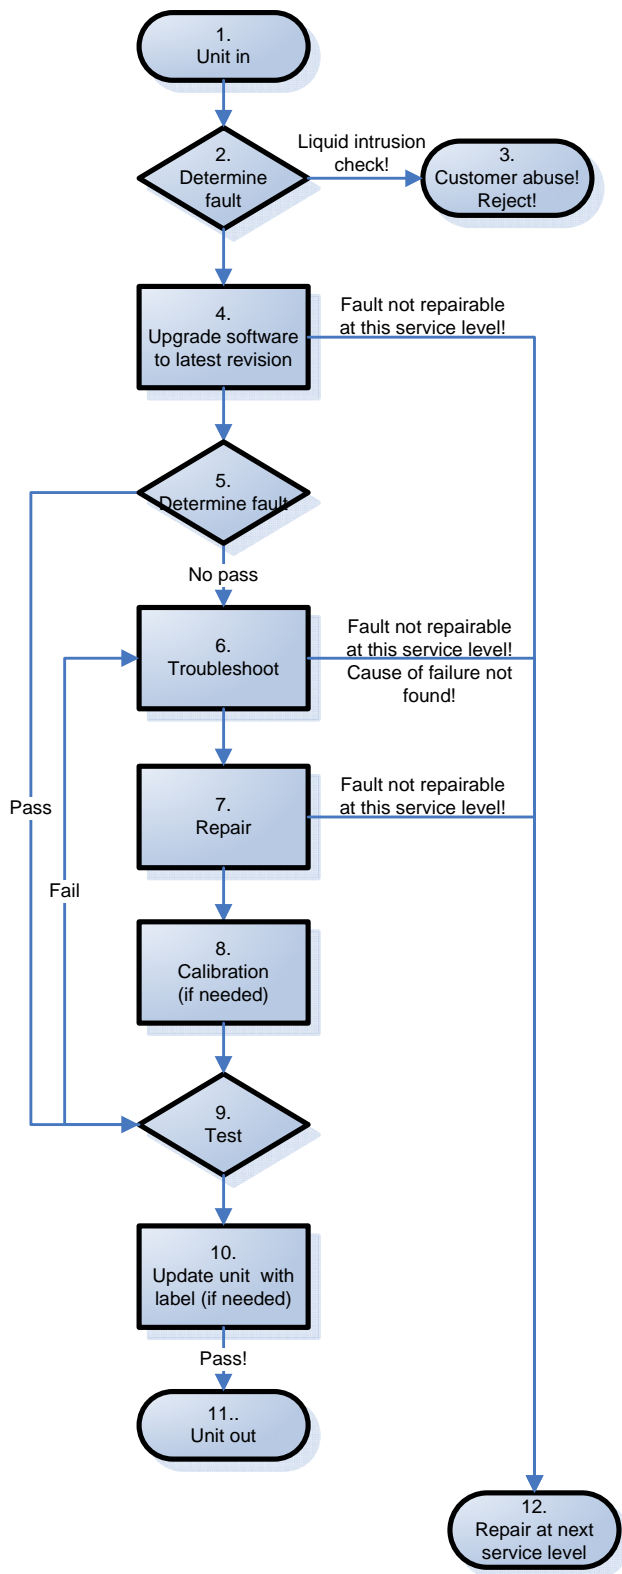 1.
Unit in
2.
Determine
fault
Liquid intrusion
check!
3.
Customer abuse!
Reject!
4.
Upgrade software
to latest revision
Fault not repairable
at this service level!
5.
Determine fault
No pass
6.
Troubleshoot
Fault not repairable
at this service level!
Cause of failure not
found!
7.
Repair
Fault not repairable
at this service level!
Pass
Fail
8.
Calibration
(if needed)
9.
Test
10.
Update unit with
label (if needed)
Pass!
11..
Unit out
12.
Repair at next
service level